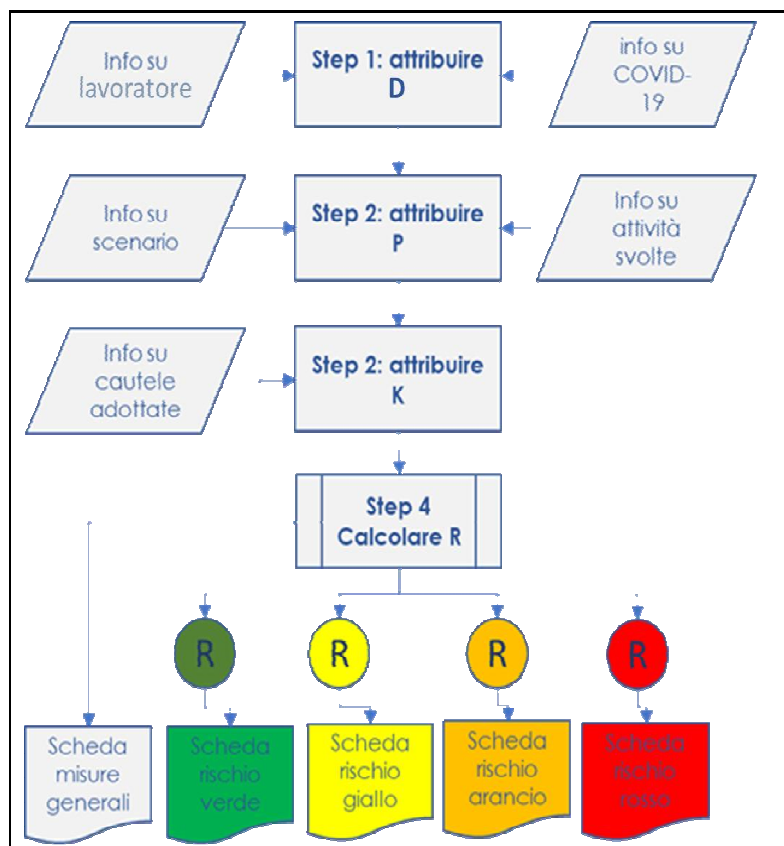 Info su
lavoratore
Step 1: attribuire
D
info su
COVID-
19
Info su
scenario
Step 2: attribuire
P
Info su
attività
svolte
Info su
cautele
adottate
Step 2: attribuire
K
Step 4
Calcolare R
R
R
R
R
Scheda
misure
generali
Scheda
rischio
verde
Scheda
rischio
giallo
Scheda
rischio
arancio
Scheda
rischio
rosso